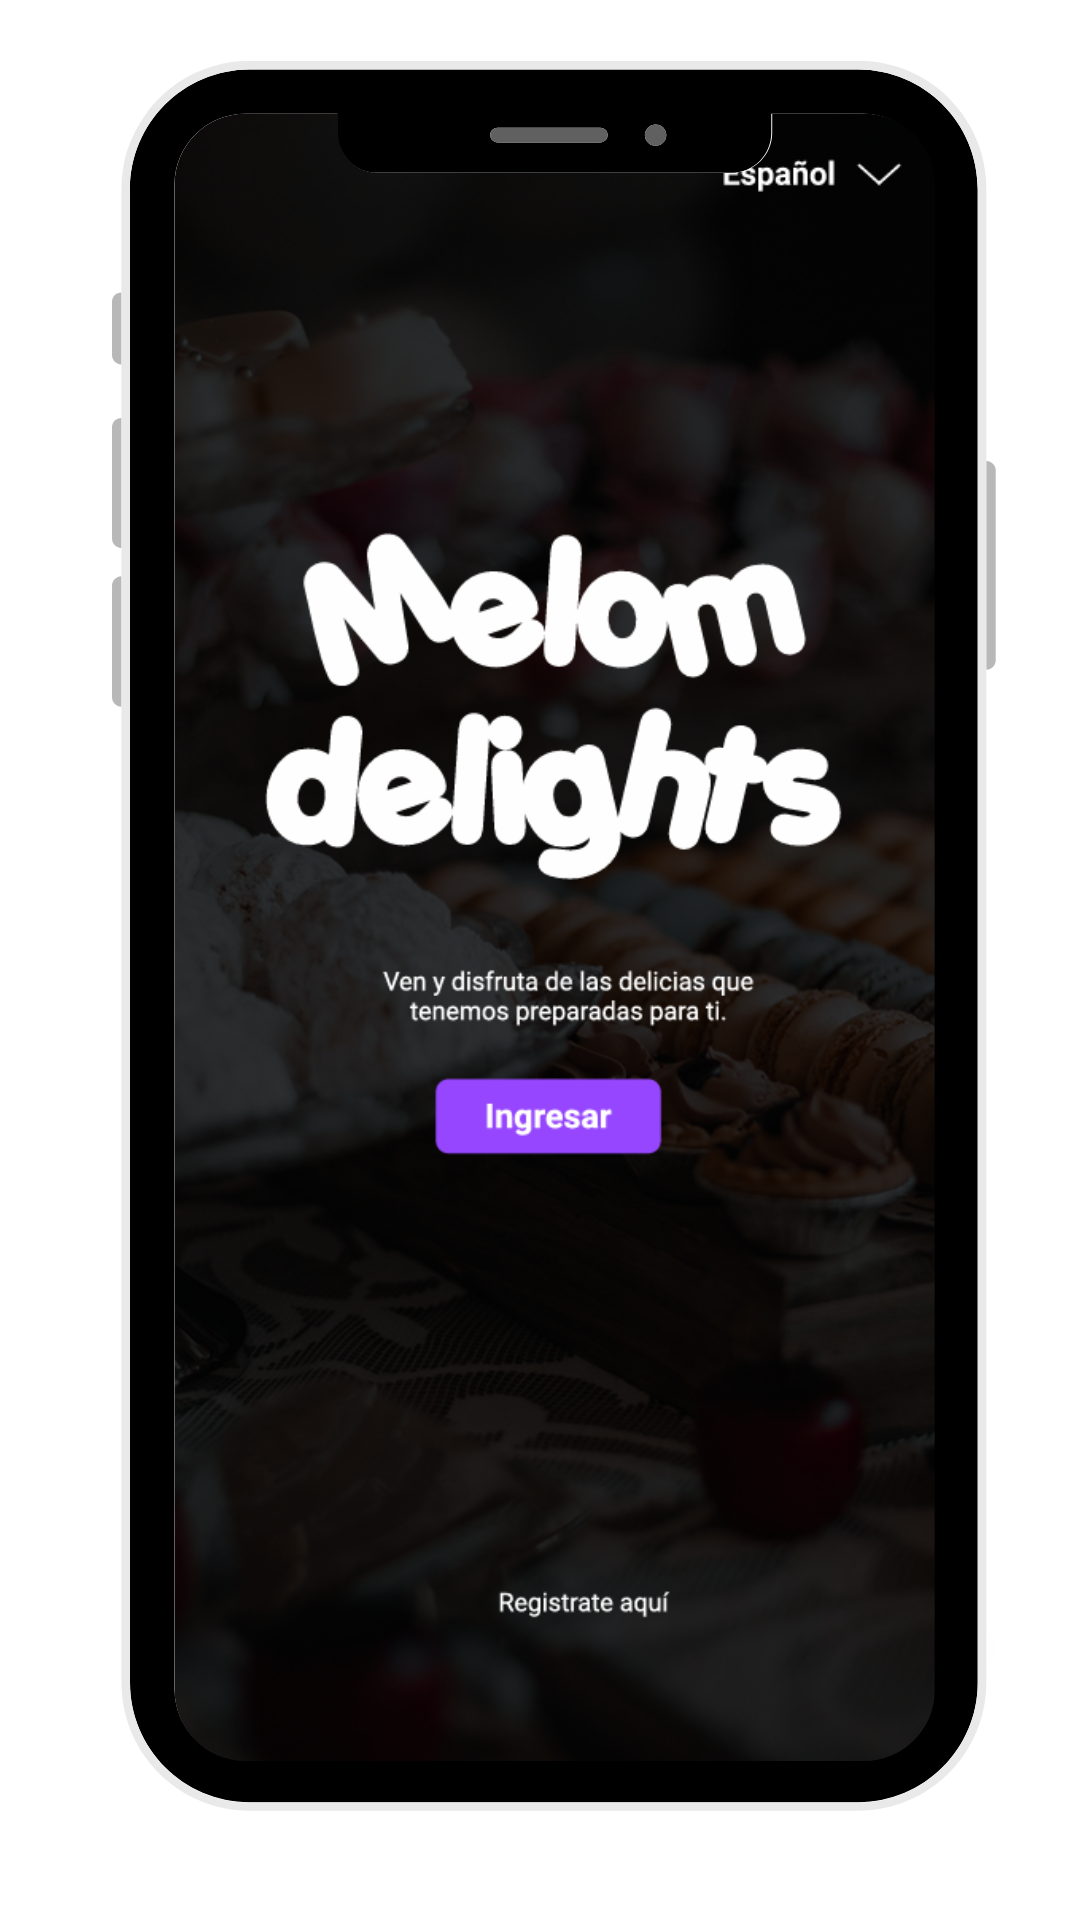 Español
Melom
delights
Ven y disfruta de las delicias que
tenemos preparadas para ti.
Ingresar
Registrate aquí